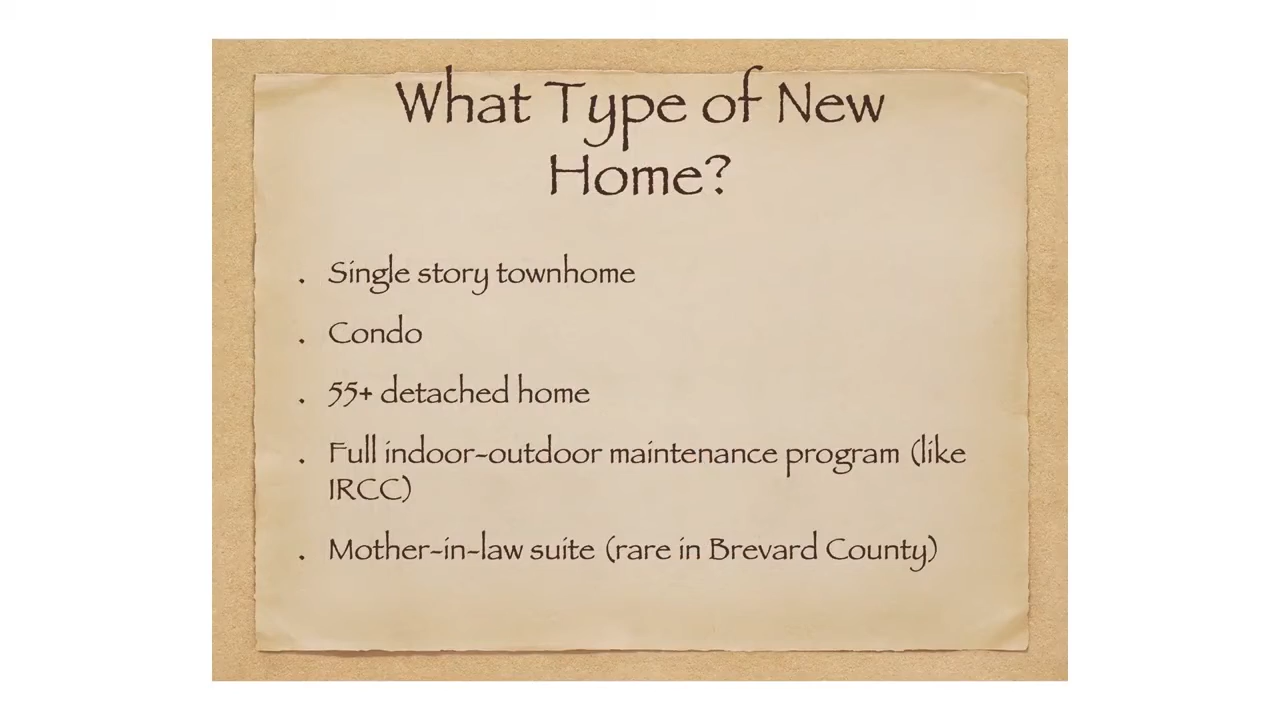 What Type of New
Home?
. Single story townhome
. Condo
. 55+ detached home
. Full indoor-outdoor maintenance program (like
IRCC)
. Mother-in-law suite (rare in Brevard County)